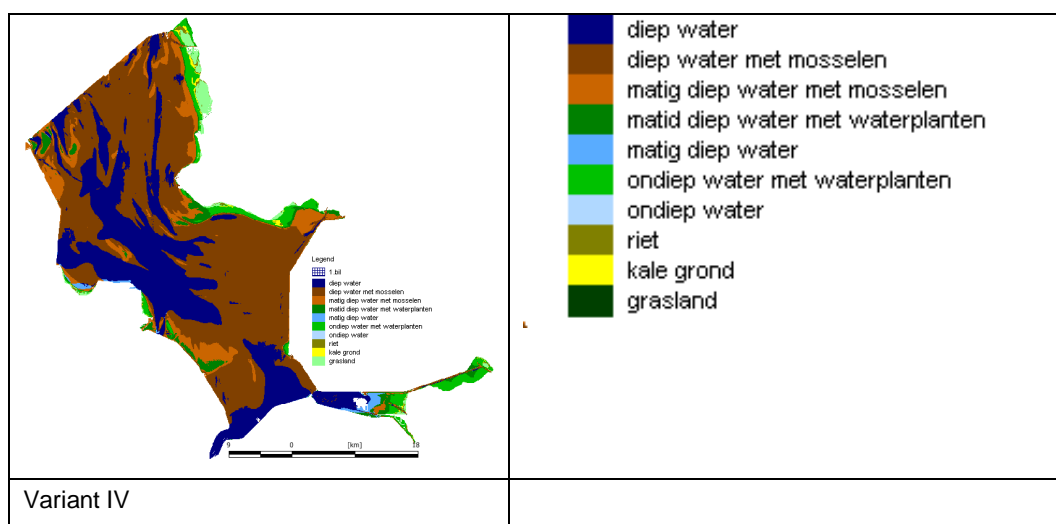 Legend
1.bil
diep water
diep water met mosselen
matig diep water met mosselen
matid diep water met waterplanten
matig diep water
ondiep water met waterplanten
ondiep water
riet
kale grond
grasland
9 0 [km] 18
diep water
diep water met mosselen
matig diep water met mosselen
matid diep water met waterplanten
matig diep water
ondiep water met waterplanten
ondiep water
riet
kale grond
grasland
Variant IV